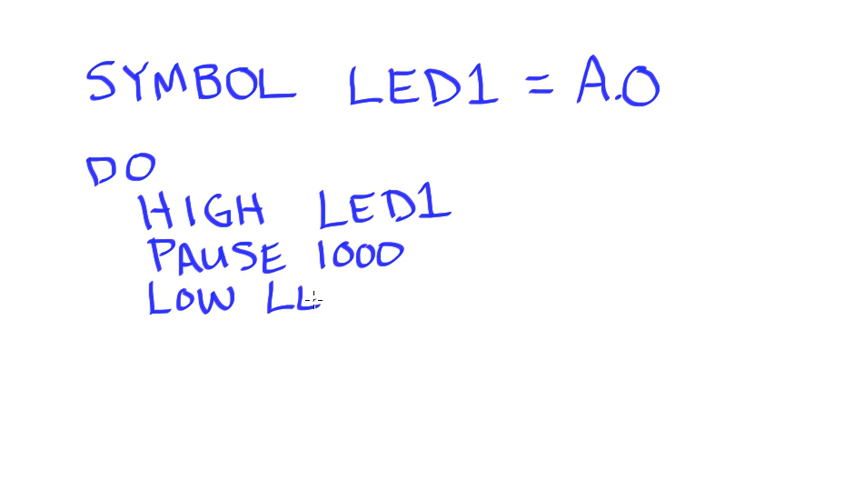 SYMBOL LED1 = A.0
DO
HIGH LED1
PAUSE 1000
LOW